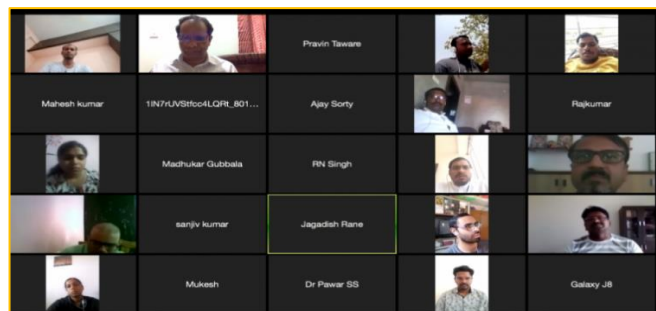 Pravin Taware
Mahesh kumar
Ajay Sorty
Rajkumar
Madhukar Gubbala
RN Singh
sanjiv kumar
Jagadish Rane
Mukesh
Dr Pawar SS
Galaxy J8